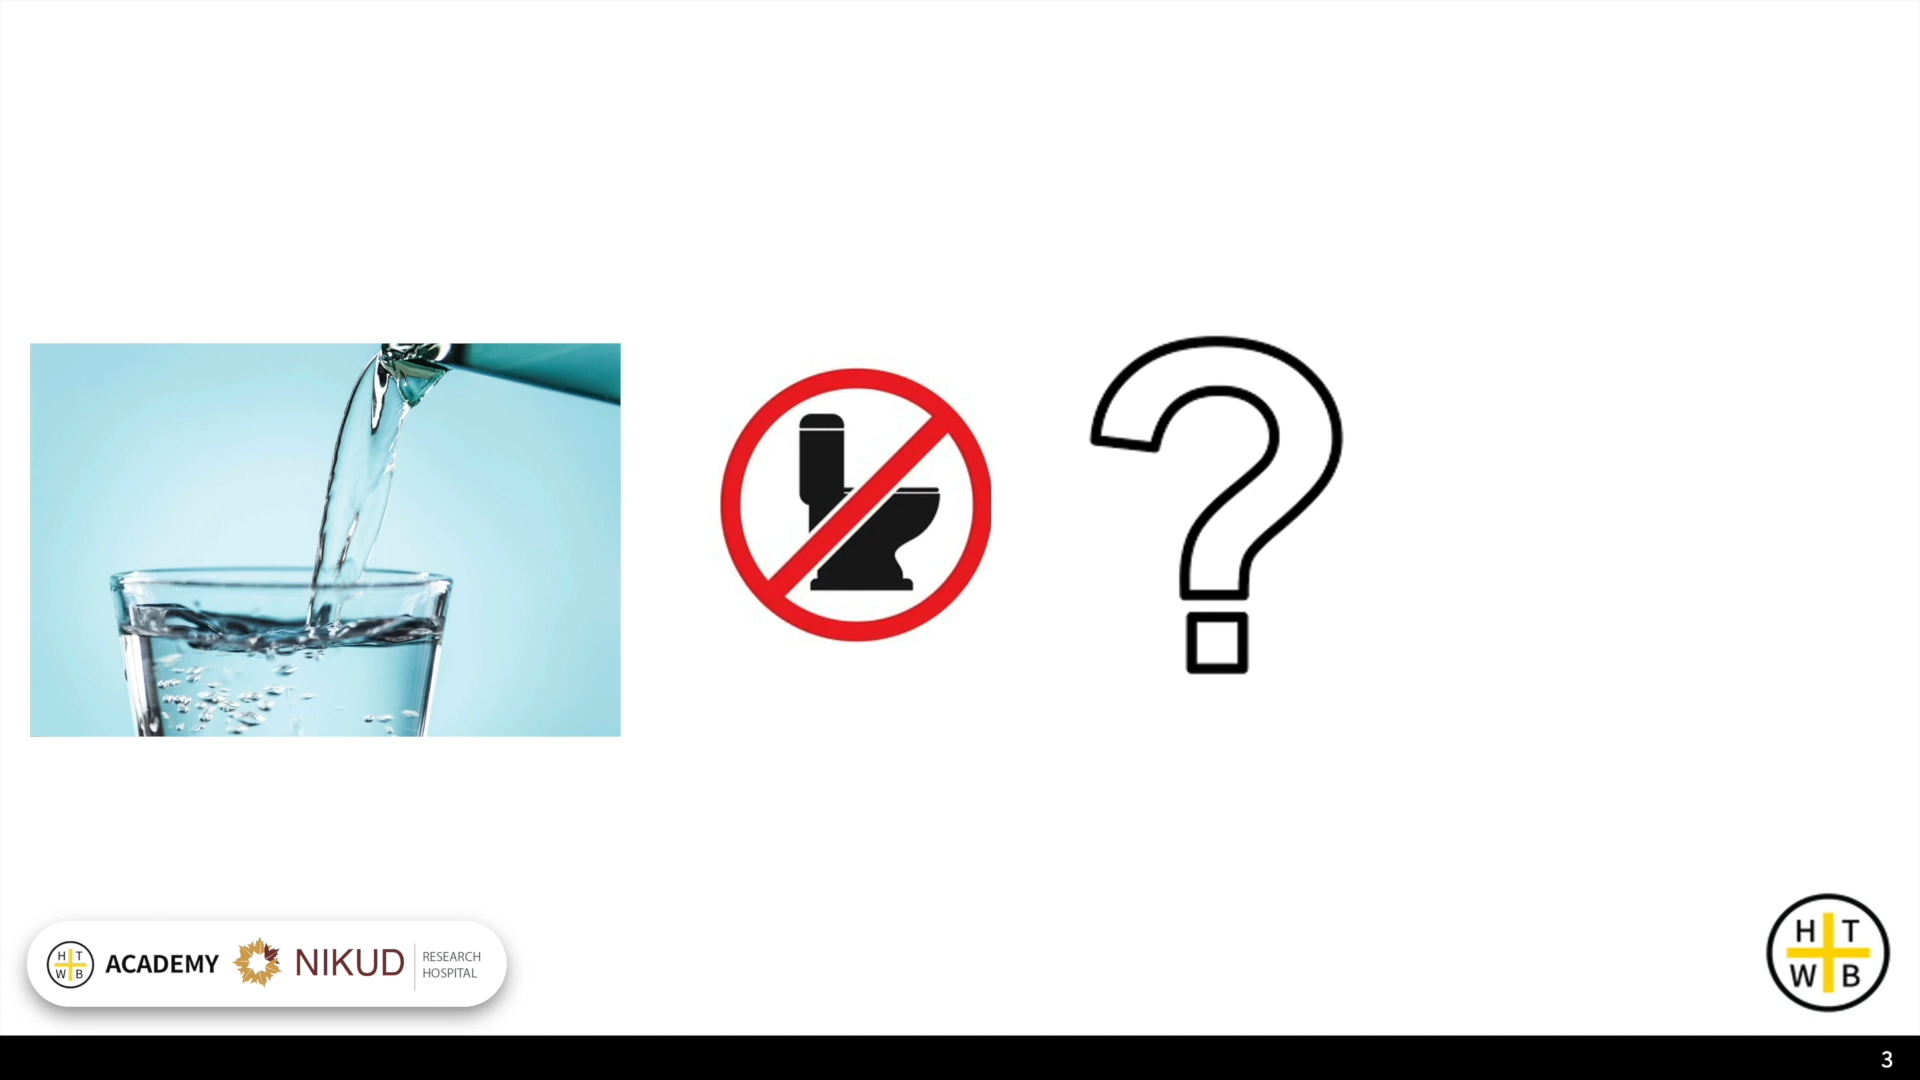 H T
W B
ACADEMY
NIKUD
RESEARCH
HOSPITAL
H T
W B
3